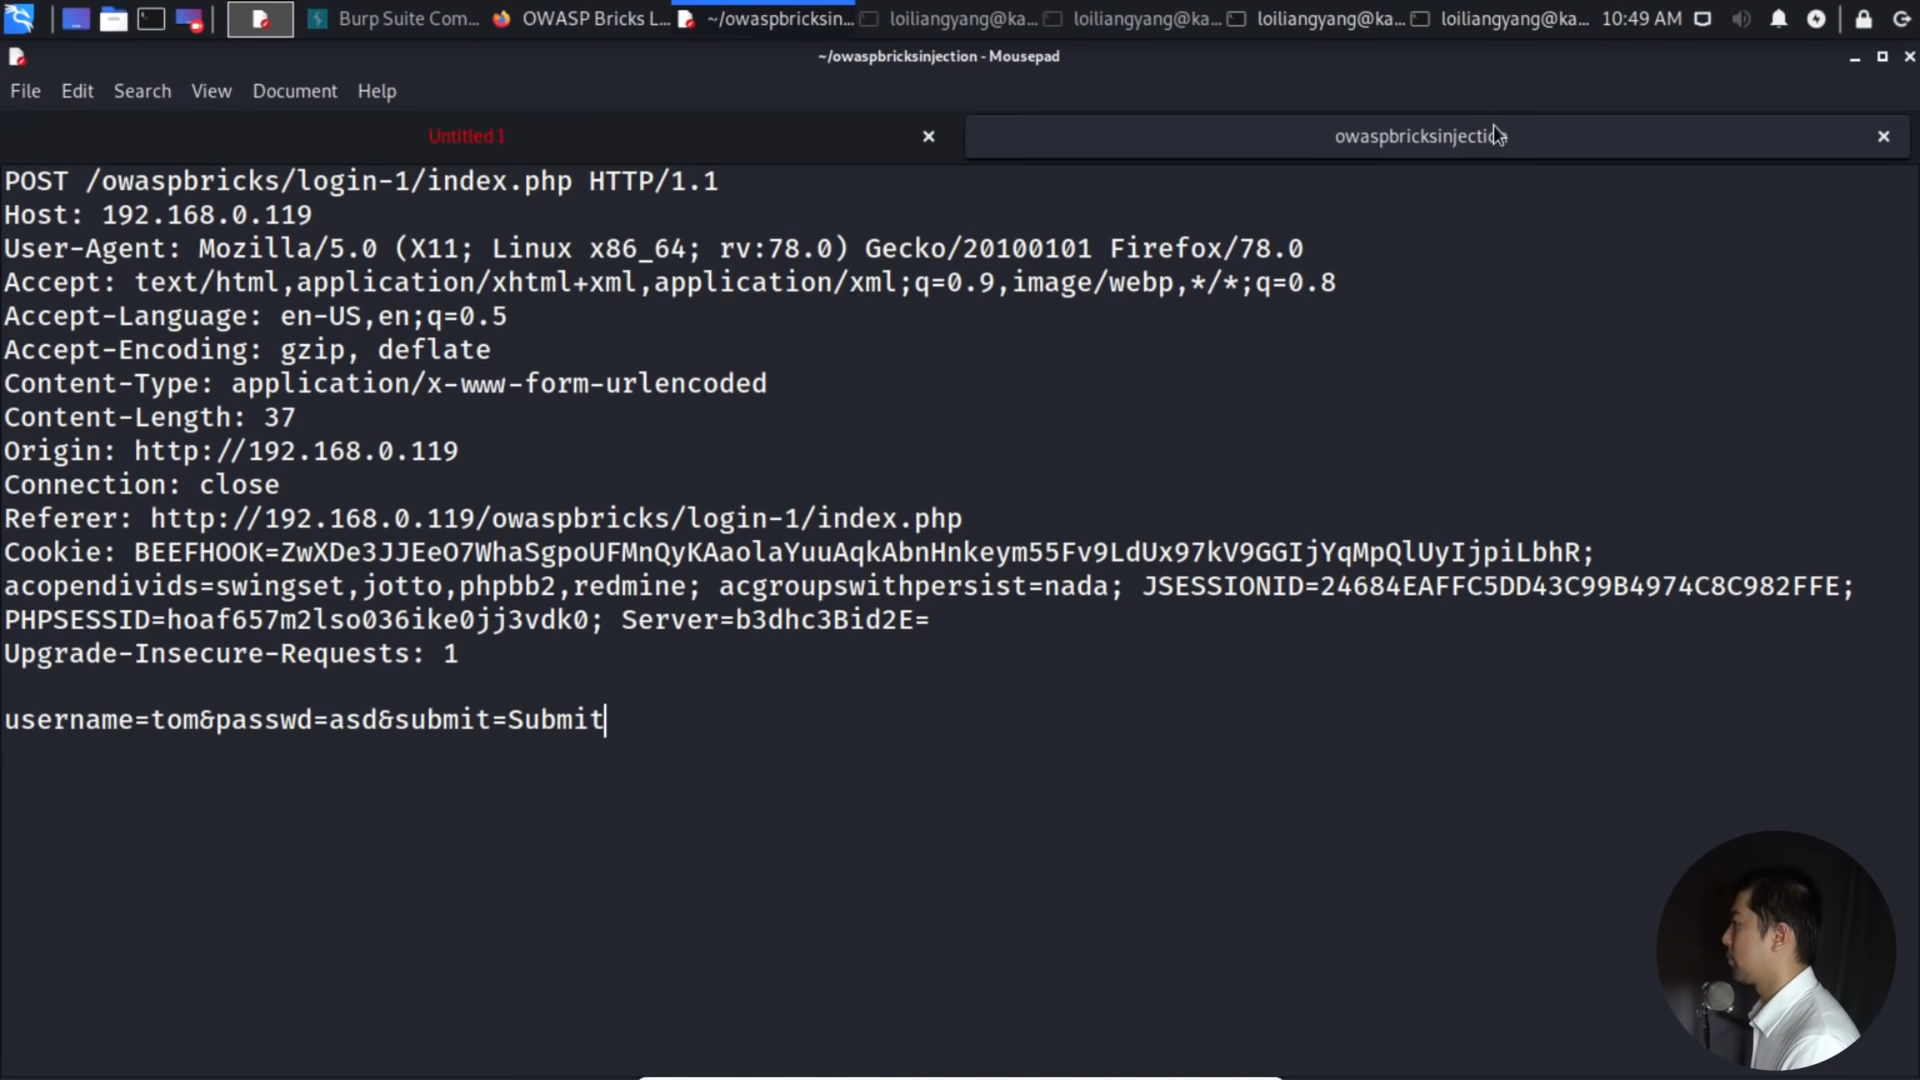 Burp Suite Com...
OWASP Bricks L...
~/owaspbricksin...
loiliangyang@ka...
loiliangyang@ka...
loiliangyang@ka...
loiliangyang@ka...
10:49 AM
~/owaspbricksinjection - Mousepad
File Edit Search View Document Help
Untitled 1
owaspbricksinjection
POST /owaspbricks/login-1/index.php HTTP/1.1
Host: 192.168.0.119
User-Agent: Mozilla/5.0 (X11; Linux x86_64; rv:78.0) Gecko/20100101 Firefox/78.0
Accept: text/html,application/xhtml+xml,application/xml;q=0.9,image/webp,*/*;q=0.8
Accept-Language: en-US,en;q=0.5
Accept-Encoding: gzip, deflate
Content-Type: application/x-www-form-urlencoded
Content-Length: 37
Origin: http://192.168.0.119
Connection: close
Referer: http://192.168.0.119/owaspbricks/login-1/index.php
Cookie: BEEFHOOK=ZwXDe3JJEeO7WhaSgpoUFMnQyKAaolaYuuAqkAbnHnkeym55Fv9LdUx97kV9GGIjYqMpQlUyIjpiLbhR;
acopendivids=swingset,jotto,phpbb2,redmine; acgroupswithpersist=nada; JSESSIONID=24684EAFFC5DD43C99B4974C8C982FFE;
PHPSESSID=hoaf657m2lso036ike0jj3vdk0; Server=b3dhc3Bid2E=
Upgrade-Insecure-Requests: 1
username=tom&passwd=asd&submit=Submit